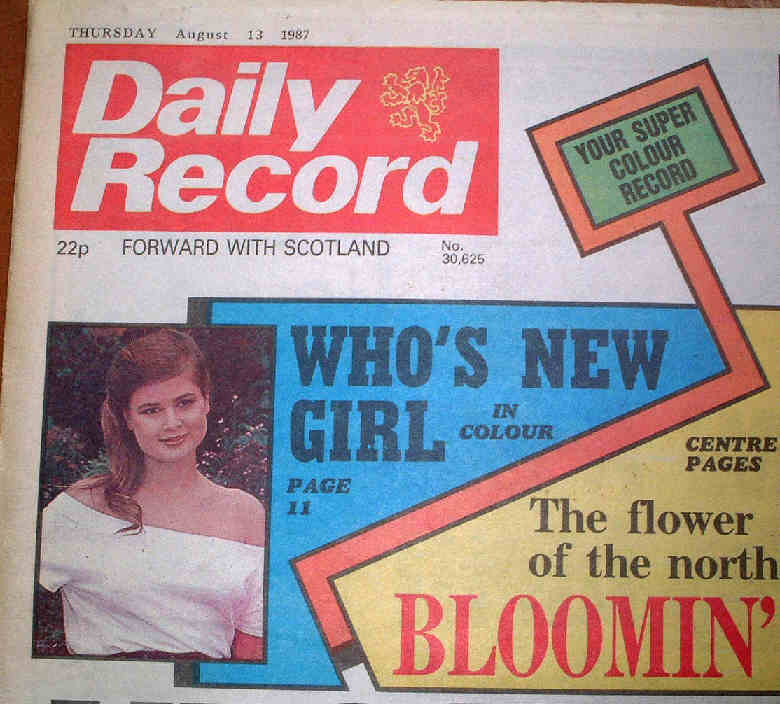 THURSDAY August 13 1987
Daily
Record
22p FORWARD WITH SCOTLAND No.
30,625
YOUR SUPER
COLOUR
RECORD
WHO'S NEW
GIRL IN
COLOUR
PAGE
11
CENTRE
PAGES
The flower
of the north
BLOOMIN'